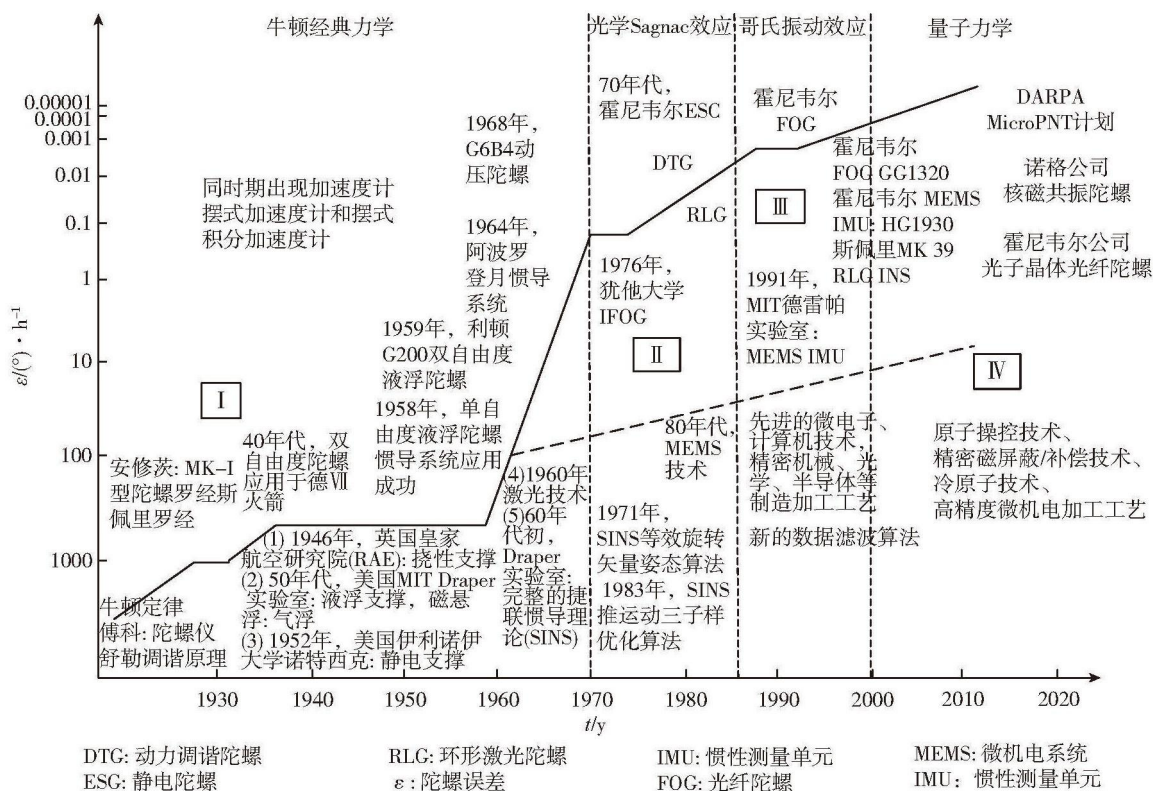 牛顿经典力学
光学Sagnac效应
哥氏振动效应
量子力学
ε/(°)·h⁻¹
0.00001
0.0001
0.001
0.01
0.1
1
10
100
1000
同时期出现加速度计
摆式加速度计和摆式
积分加速度计
1968年,
G6B4动
压陀螺
1964年,
阿波罗
登月惯导
系统
1959年, 利顿
G200双自由度
液浮陀螺
1958年, 单自
由度液浮陀螺
惯导系统应用
成功
Ⅰ
40年代, 双
自由度陀螺
应用于德Ⅶ
火箭
安修茨: MK–I
型陀螺罗经斯
佩里罗经
牛顿定律
傅科: 陀螺仪
舒勒调谐原理
(1) 1946年, 英国皇家
航空研究院(RAE): 挠性支撑
(2) 50年代, 美国MIT Draper
实验室: 液浮支撑, 磁悬
浮: 气浮
(3) 1952年, 美国伊利诺伊
大学诺特西克: 静电支撑
(4)1960年
激光技术
(5)60年
代初,
Draper
实验室:
完整的捷
联惯导理
论(SINS)
70年代,
霍尼韦尔ESC
DTG
RLG
1976年,
犹他大学
IFOG
Ⅱ
80年代,
MEMS
技术
1971年,
SINS等效旋转
矢量姿态算法
1983年, SINS
推运动三子样
优化算法
霍尼韦尔
FOG
Ⅲ
霍尼韦尔
FOG GG1320
霍尼韦尔 MEMS
IMU: HG1930
斯佩里MK 39
RLG INS
1991年,
MIT德雷帕
实验室:
MEMS IMU
先进的微电子、
计算机技术,
精密机械、光
学、半导体等
制造加工工艺
新的数据滤波算法
DARPA
MicroPNT计划
诺格公司
核磁共振陀螺
霍尼韦尔公司
光子晶体光纤陀螺
Ⅳ
原子操控技术、
精密磁屏蔽/补偿技术、
冷原子技术、
高精度微机电加工工艺
1930 1940 1950 1960 1970 1980 1990 2000 2010 2020
t/y
DTG: 动力调谐陀螺 RLG: 环形激光陀螺 IMU: 惯性测量单元 MEMS: 微机电系统
ESG: 静电陀螺 ε: 陀螺误差 FOG: 光纤陀螺 IMU: 惯性测量单元